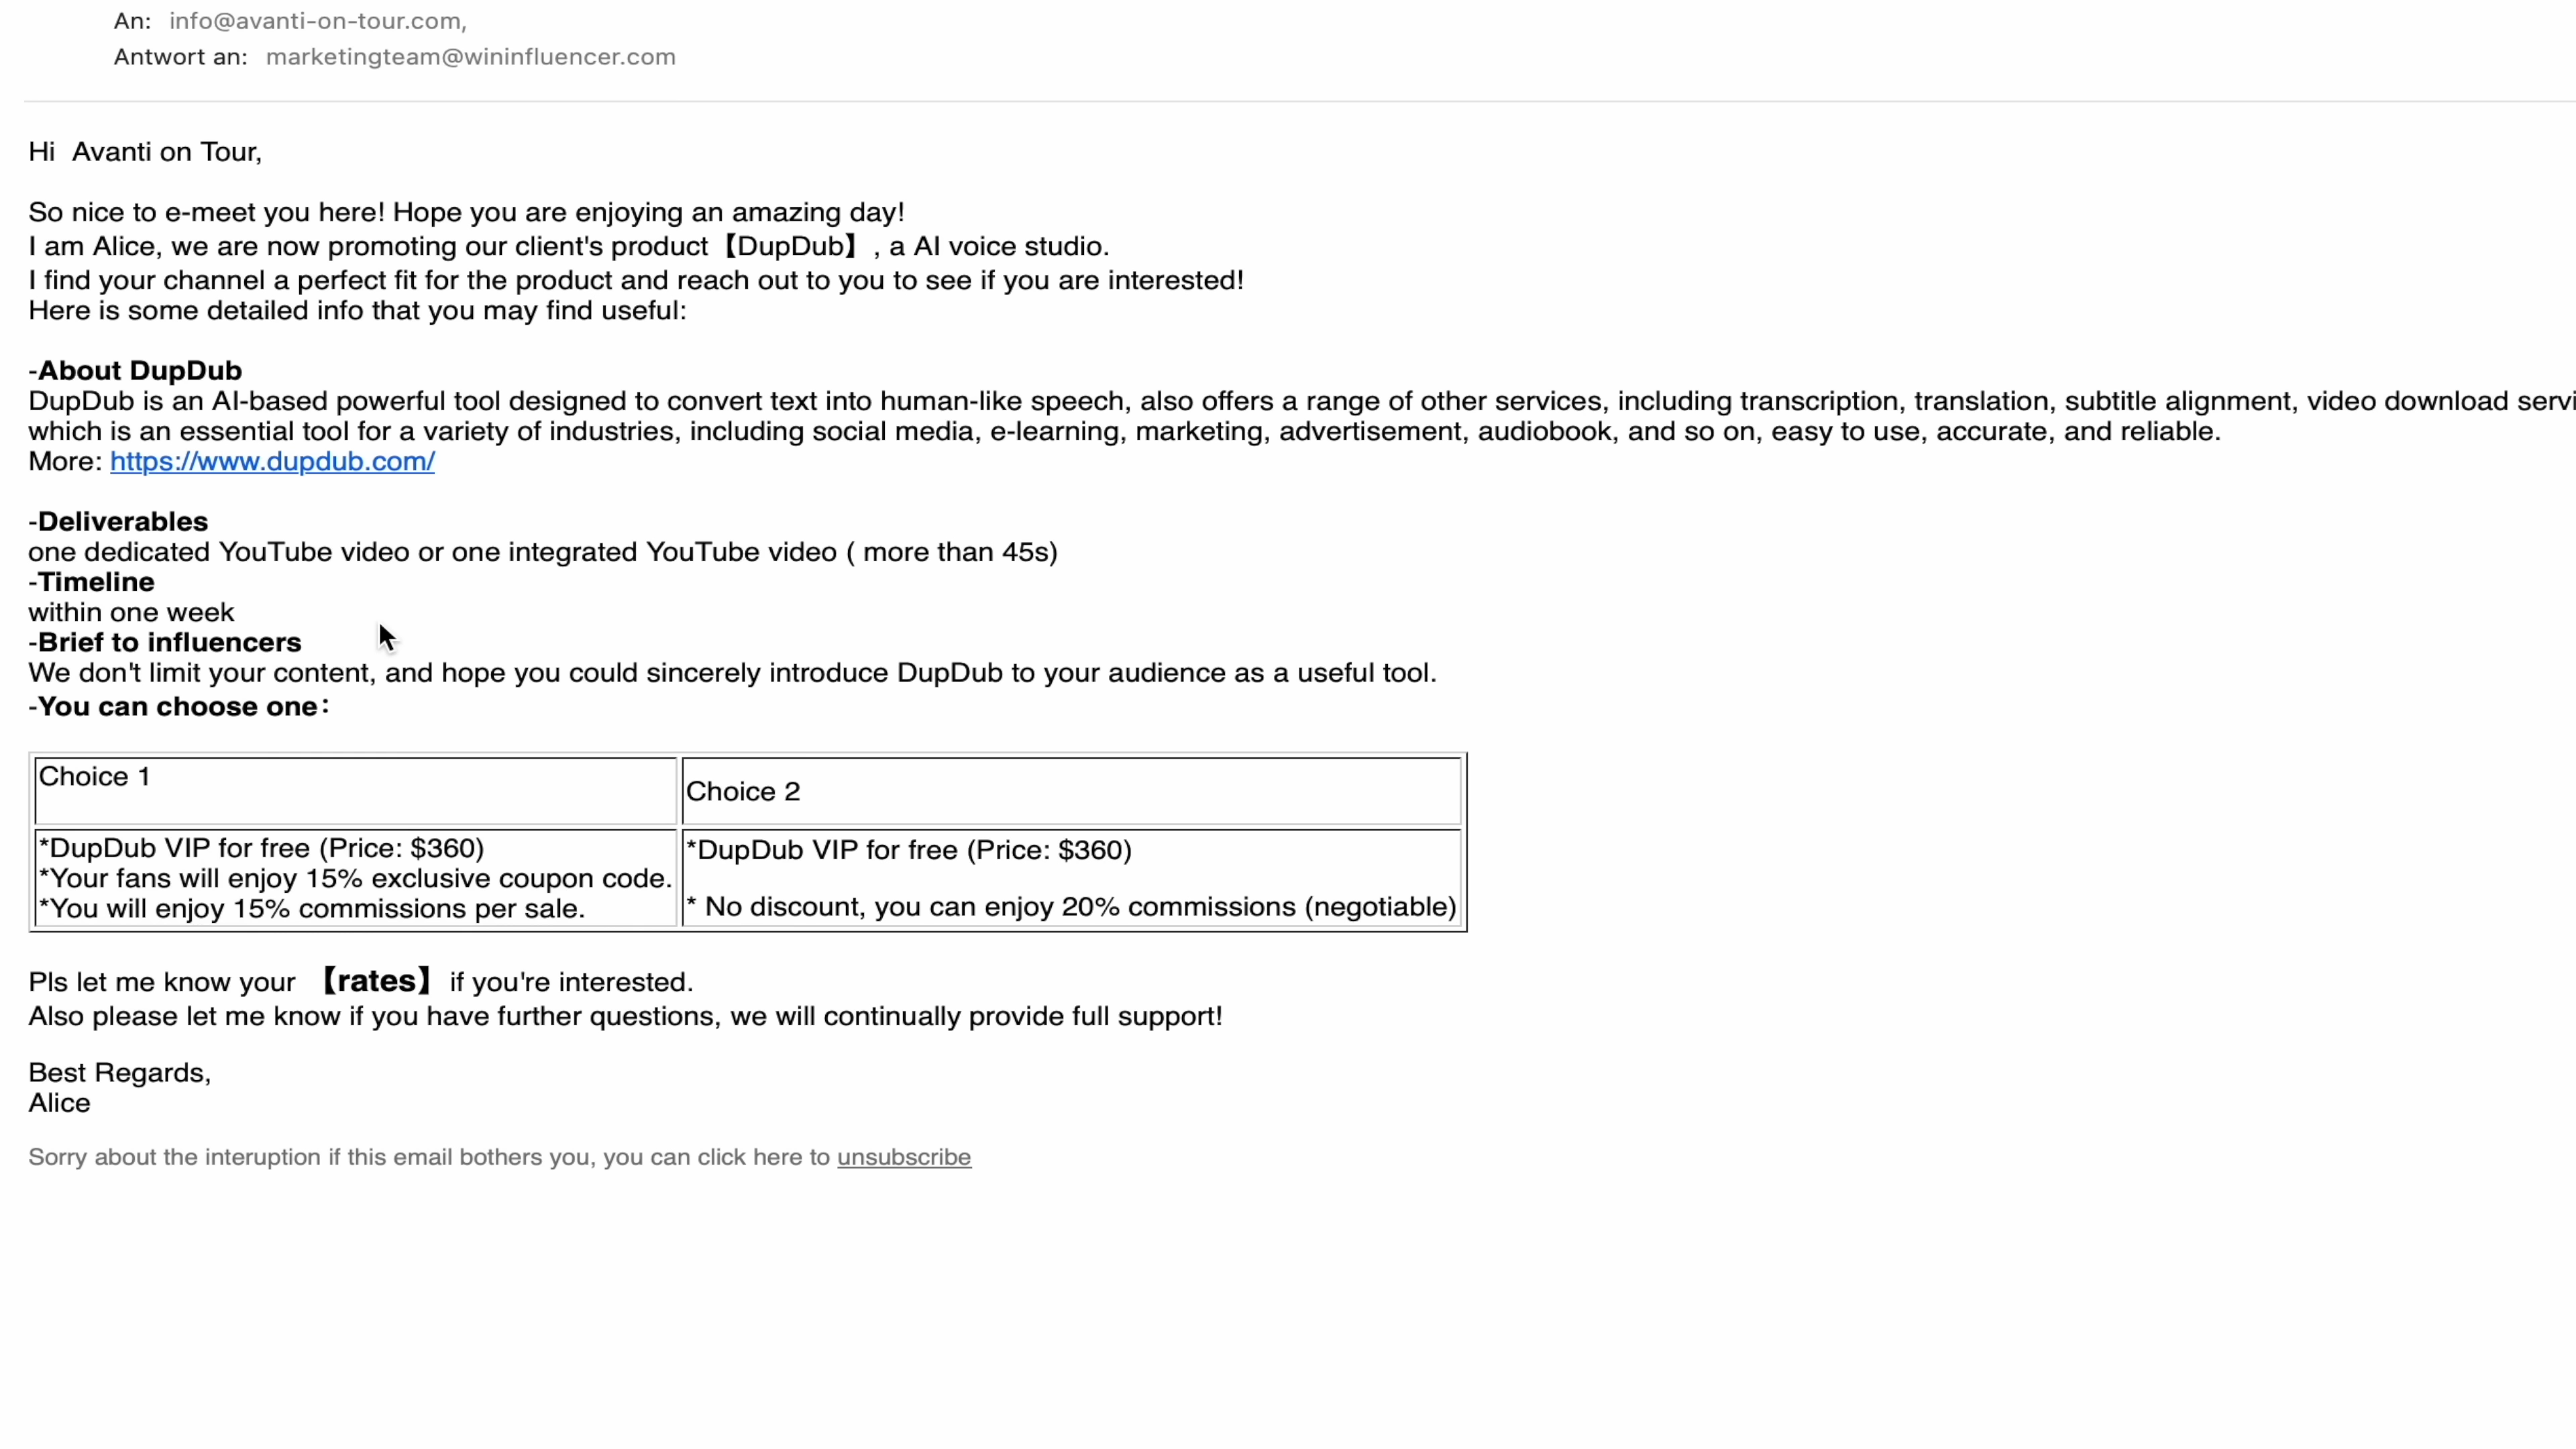 An: info@avanti-on-tour.com,
Antwort an: marketingteam@wininfluencer.com
Hi  Avanti on Tour,
So nice to e-meet you here! Hope you are enjoying an amazing day!
I am Alice, we are now promoting our client's product【DupDub】, a AI voice studio.
I find your channel a perfect fit for the product and reach out to you to see if you are interested!
Here is some detailed info that you may find useful:
-About DupDub
DupDub is an AI-based powerful tool designed to convert text into human-like speech, also offers a range of other services, including transcription, translation, subtitle alignment, video download servi
which is an essential tool for a variety of industries, including social media, e-learning, marketing, advertisement, audiobook, and so on, easy to use, accurate, and reliable.
More: https://www.dupdub.com/
-Deliverables
one dedicated YouTube video or one integrated YouTube video ( more than 45s)
-Timeline
within one week
-Brief to influencers
We don't limit your content, and hope you could sincerely introduce DupDub to your audience as a useful tool.
-You can choose one：
Choice 1
Choice 2
*DupDub VIP for free (Price: $360)
*Your fans will enjoy 15% exclusive coupon code.
*You will enjoy 15% commissions per sale.
*DupDub VIP for free (Price: $360)
* No discount, you can enjoy 20% commissions (negotiable)
Pls let me know your 【rates】 if you're interested.
Also please let me know if you have further questions, we will continually provide full support!
Best Regards,
Alice
Sorry about the interuption if this email bothers you, you can click here to unsubscribe